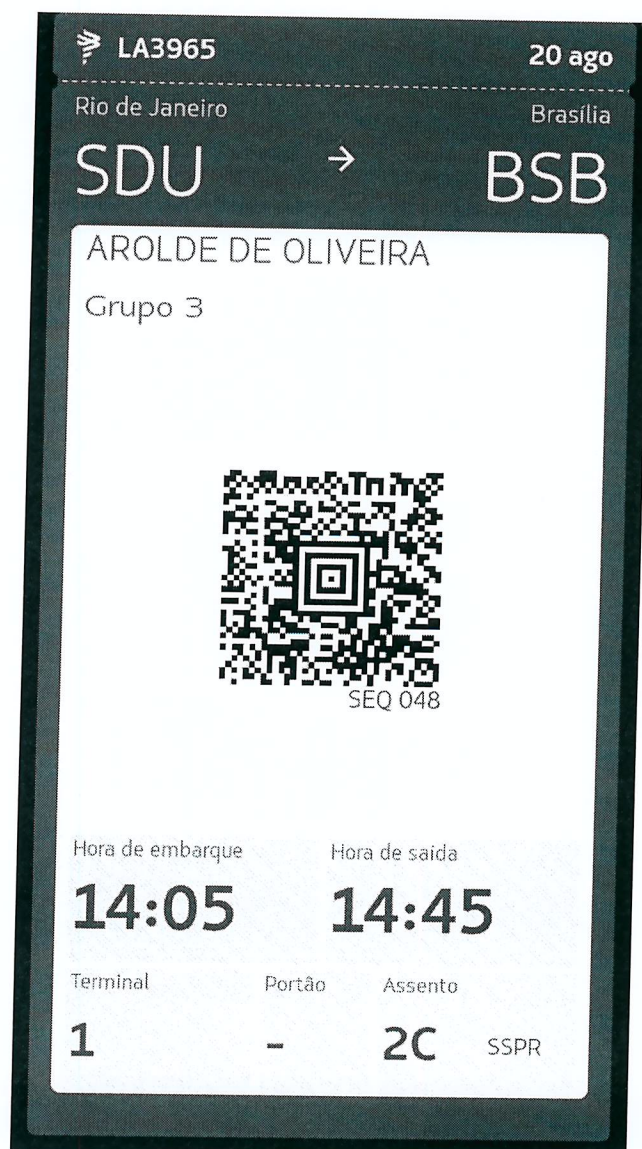 LA3965 20 ago
Rio de Janeiro Brasília
SDU → BSB
AROLDE DE OLIVEIRA
Grupo 3
SEQ 048
Hora de embarque Hora de saída
14:05 14:45
Terminal Portão Assento
1 - 2C SSPR